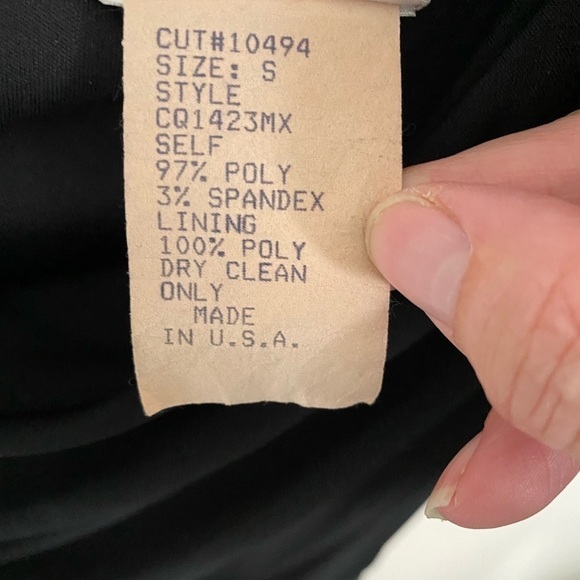 CUT#10494
SIZE: S
STYLE
CQ1423MX
SELF
97% POLY
3% SPANDEX
LINING
100% POLY
DRY CLEAN
ONLY
MADE
IN U.S.A.